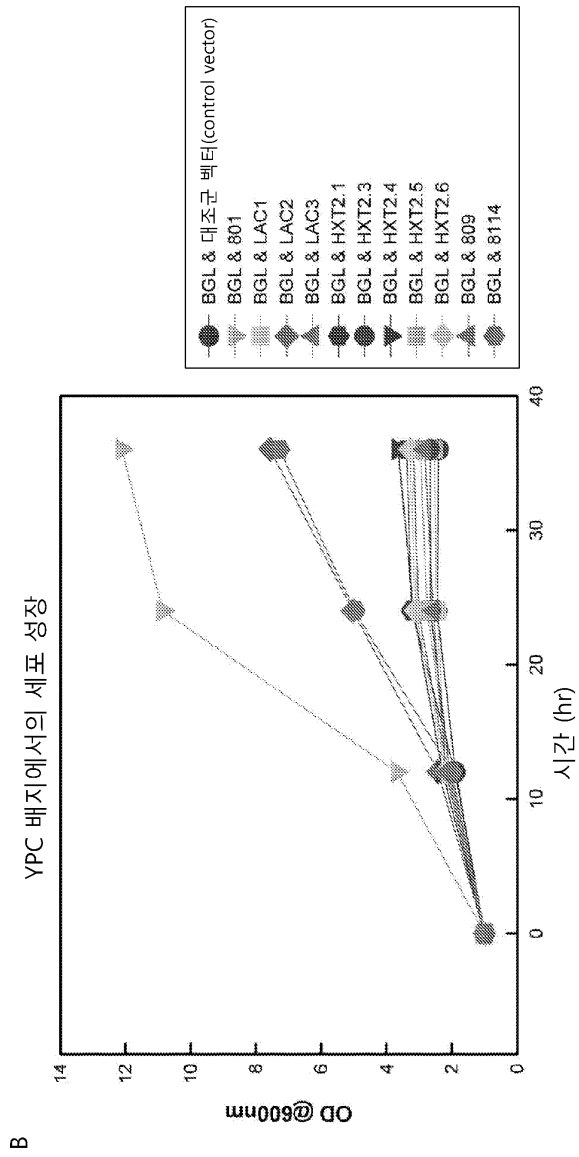 B
YPC 배지에서의 세포 성장
OD @600nm
14
12
10
8
6
4
2
0
0
10
20
30
40
시간 (hr)
BGL & 대조군 벡터(control vector)
BGL & 801
BGL & LAC1
BGL & LAC2
BGL & LAC3
BGL & HXT2.1
BGL & HXT2.3
BGL & HXT2.4
BGL & HXT2.5
BGL & HXT2.6
BGL & 809
BGL & 8114